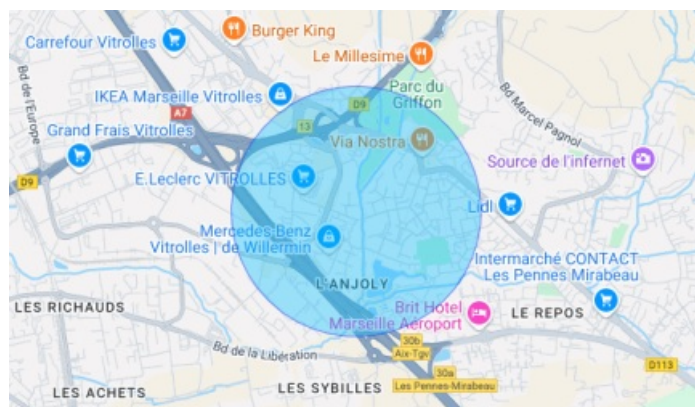 Burger King
Carrefour Vitrolles
Le Millesime
Bd de l'Europe
Parc du
Griffon
IKEA Marseille Vitrolles
A7
D9
Bd Marcel Pagnol
13
Grand Frais Vitrolles
Via Nostra
Source de l'infernet
D9
E.Leclerc VITROLLES
Lidl
Mercedes-Benz
Vitrolles | de Willermin
Intermarché CONTACT
Les Pennes Mirabeau
L'ANJOLY
LES RICHAUDS
Brit Hotel
Marseille Aéroport
LE REPOS
30b
Aix-Tgv
Bd de la Libération
D113
30a
Les Pennes-Mirabeau
LES ACHETS
LES SYBILLES